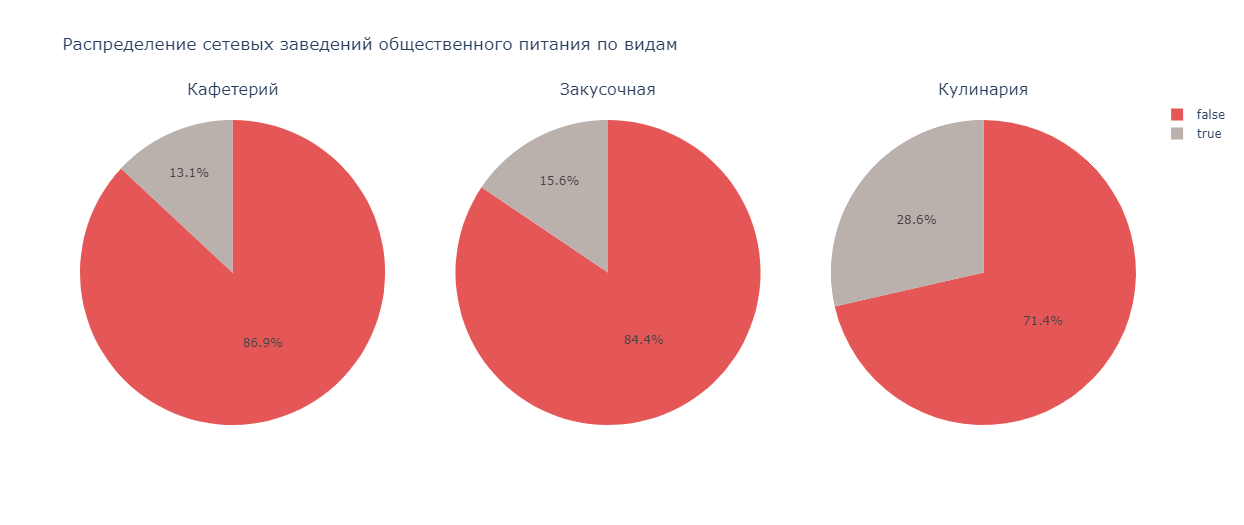 Распределение сетевых заведений общественного питания по видам
Кафетерий
Закусочная
Кулинария
false
true
13.1%
86.9%
15.6%
84.4%
28.6%
71.4%